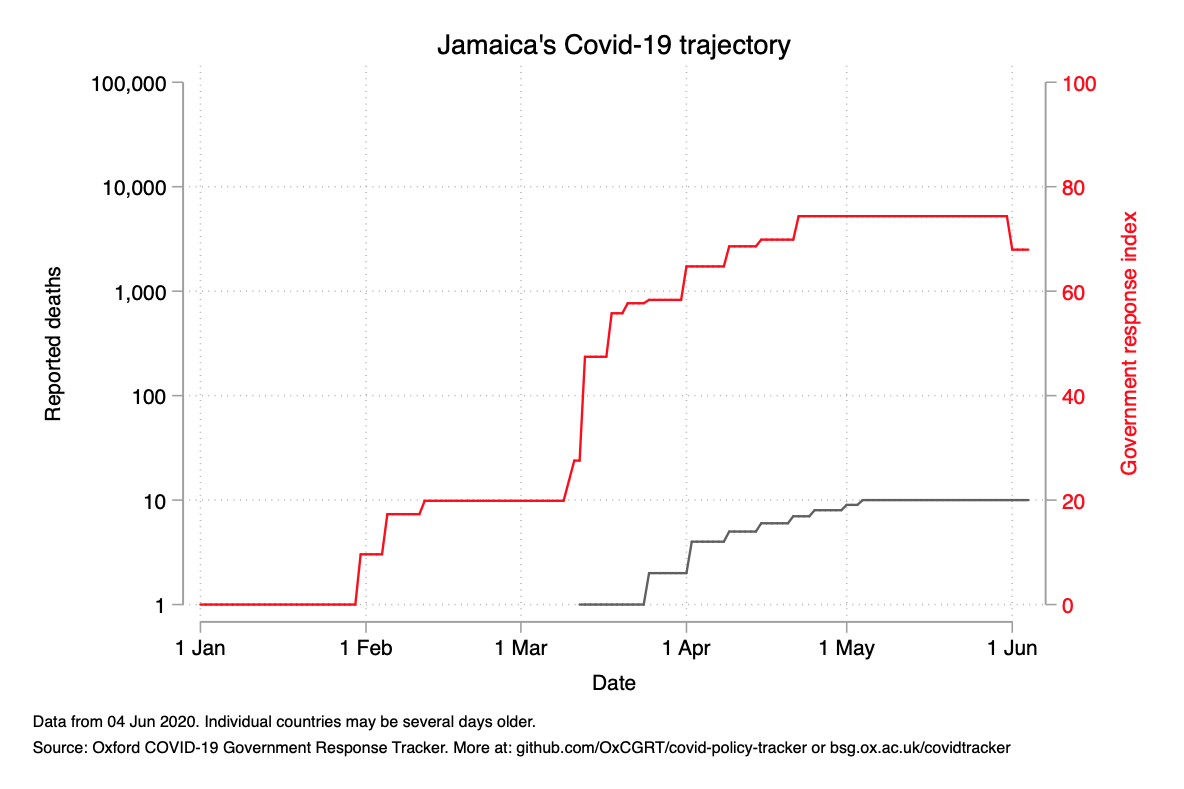 Jamaica's Covid-19 trajectory
100,000
10,000
1,000
100
10
1
Reported deaths
100
80
60
40
20
0
Government response index
1 Jan 1 Feb 1 Mar 1 Apr 1 May 1 Jun
Date
Data from 04 Jun 2020. Individual countries may be several days older.
Source: Oxford COVID-19 Government Response Tracker. More at: github.com/OxCGRT/covid-policy-tracker or bsg.ox.ac.uk/covidtracker